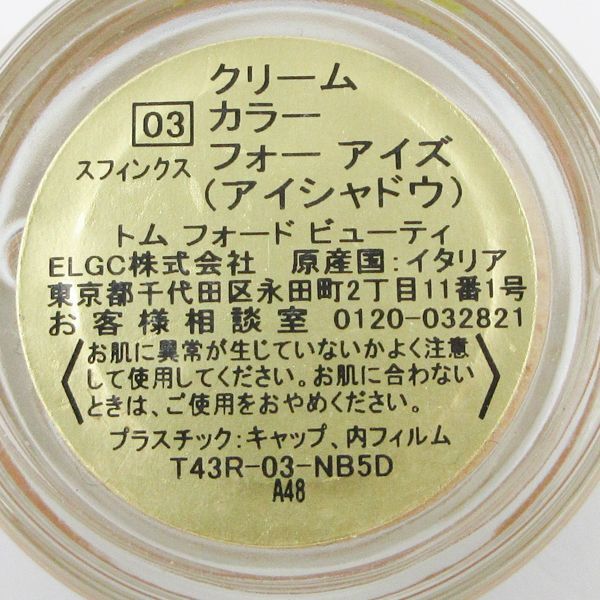 クリーム
03 カラー
スフィンクス フォー アイズ
(アイシャドウ)
トム フォード ビューティ
ELGC株式会社 原産国:イタリア
東京都千代田区永田町2丁目11番1号
お客様相談室 0120-032821
〈お肌に異常が生じていないかよく注意
して使用してください。お肌に合わない
ときは、ご使用をおやめください。〉
プラスチック:キャップ、内フィルム
T43R-03-NB5D
A48